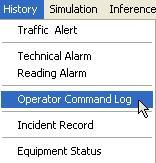 History Simulation Inference
Traffic Alert
Technical Alarm
Reading Alarm
Operator Command Log
Incident Record
Equipment Status